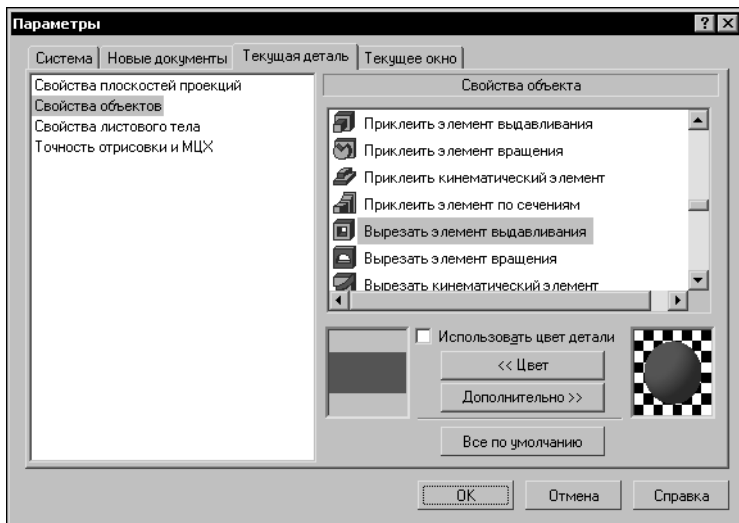 Параметры
Система Новые документы Текущая деталь Текущее окно
Свойства плоскостей проекций
Свойства объектов
Свойства листового тела
Точность отрисовки и МЦХ
Свойства объекта
Приклеить элемент выдавливания
Приклеить элемент вращения
Приклеить кинематический элемент
Приклеить элемент по сечениям
Вырезать элемент выдавливания
Вырезать элемент вращения
Вырезать кинематический элемент
Использовать цвет детали
<< Цвет
Дополнительно >>
Все по умолчанию
OK Отмена Справка